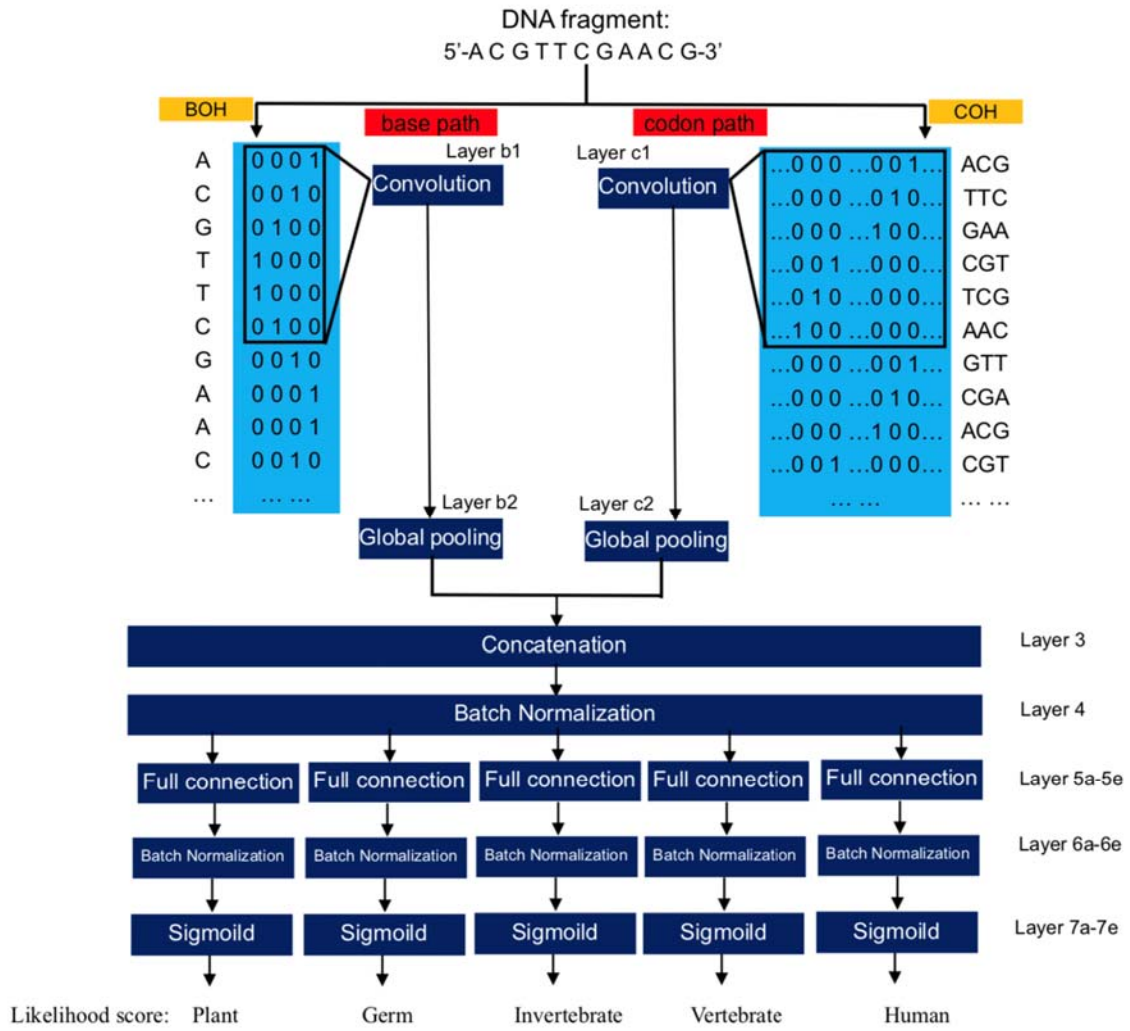 DNA fragment:
5’-A C G T T C G A A C G-3’
BOH
base path
codon path
COH
Layer b1
Layer c1
Convolution
Convolution
A 0 0 0 1
C 0 0 1 0
G 0 1 0 0
T 1 0 0 0
T 1 0 0 0
C 0 1 0 0
G 0 0 1 0
A 0 0 0 1
A 0 0 0 1
C 0 0 1 0
... ... ...
...0 0 0 ...0 0 1... ACG
...0 0 0 ...0 1 0... TTC
...0 0 0 ...1 0 0... GAA
...0 0 1 ...0 0 0... CGT
...0 1 0 ...0 0 0... TCG
...1 0 0 ...0 0 0... AAC
...0 0 0 ...0 0 1... GTT
...0 0 0 ...0 1 0... CGA
...0 0 0 ...1 0 0... ACG
...0 0 1 ...0 0 0... CGT
... ... ... ...
Layer b2
Layer c2
Global pooling
Global pooling
Concatenation Layer 3
Batch Normalization Layer 4
Full connection Full connection Full connection Full connection Full connection Layer 5a-5e
Batch Normalization Batch Normalization Batch Normalization Batch Normalization Batch Normalization Layer 6a-6e
Sigmoild Sigmoild Sigmoild Sigmoild Sigmoild Layer 7a-7e
Likelihood score: Plant Germ Invertebrate Vertebrate Human